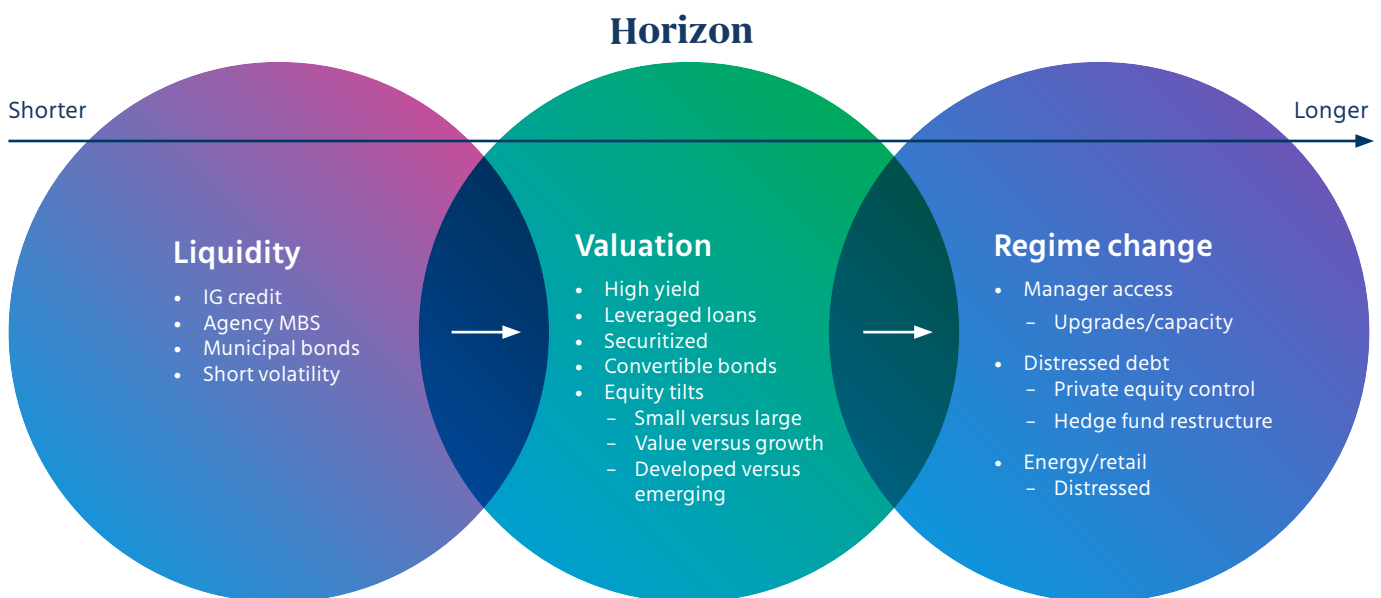 Horizon
Shorter
Longer
Liquidity
• IG credit
• Agency MBS
• Municipal bonds
• Short volatility
Valuation
• High yield
• Leveraged loans
• Securitized
• Convertible bonds
• Equity tilts
– Small versus large
– Value versus growth
– Developed versus
emerging
Regime change
• Manager access
– Upgrades/capacity
• Distressed debt
– Private equity control
– Hedge fund restructure
• Energy/retail
– Distressed